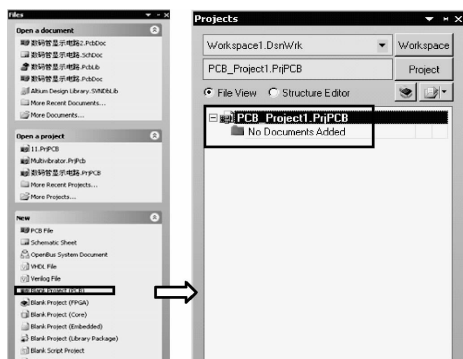 Files
Open a document
数码管显示电路2.PcbDoc
数码管显示电路.SchDoc
数码管显示电路.PcbLib
数码管显示电路.PcbDoc
Altium Design Library.SVNDbLib
More Recent Documents...
More Documents...
Open a project
11.PrjPCB
Multivibrator.PrjPcb
数码管显示电路.PrjPCB
More Recent Projects...
More Projects...
New
PCB File
Schematic Sheet
OpenBus System Document
VHDL File
Verilog File
Blank Project (PCB)
Blank Project (FPGA)
Blank Project (Core)
Blank Project (Embedded)
Blank Project (Library Package)
Blank Script Project
Projects
Workspace1.DsnWrk
Workspace
PCB_Project1.PrjPCB
Project
File View
Structure Editor
PCB_Project1.PrjPCB
No Documents Added